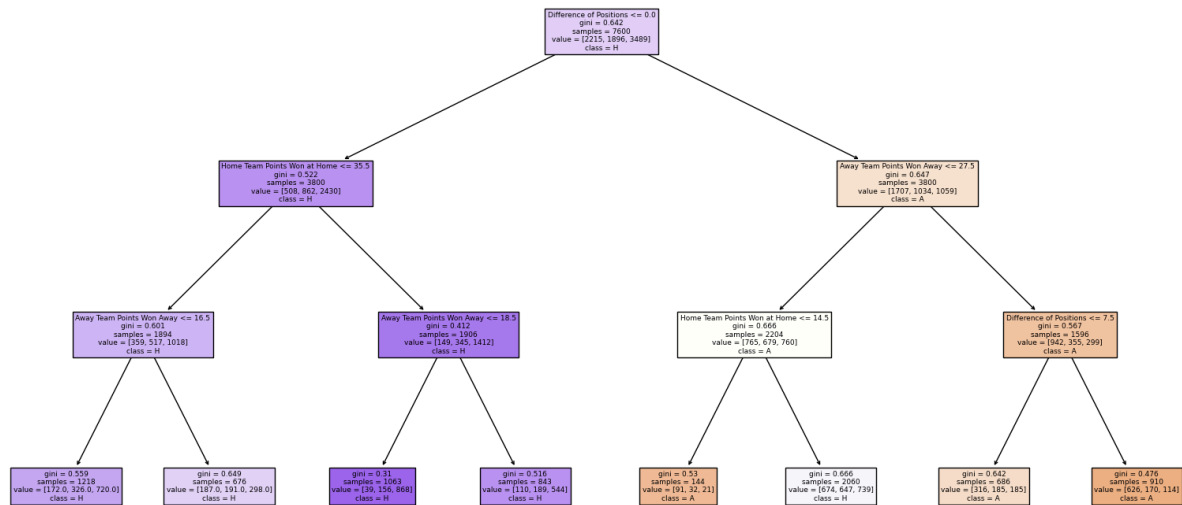 Difference of Positions <= 0.0
gini = 0.642
samples = 7600
value = [2215, 1896, 3489]
class = H
Home Team Points Won at Home <= 35.5
gini = 0.522
samples = 3800
value = [508, 862, 2430]
class = H
Away Team Points Won Away <= 27.5
gini = 0.647
samples = 3800
value = [1707, 1034, 1059]
class = A
Away Team Points Won Away <= 16.5
gini = 0.601
samples = 1894
value = [359, 517, 1018]
class = H
Away Team Points Won Away <= 18.5
gini = 0.412
samples = 1906
value = [149, 345, 1412]
class = H
Home Team Points Won at Home <= 14.5
gini = 0.666
samples = 2204
value = [765, 679, 760]
class = A
Difference of Positions <= 7.5
gini = 0.567
samples = 1596
value = [942, 355, 299]
class = A
gini = 0.559
samples = 1218
value = [172.0, 326.0, 720.0]
class = H
gini = 0.649
samples = 676
value = [187.0, 191.0, 298.0]
class = H
gini = 0.31
samples = 1063
value = [39, 156, 868]
class = H
gini = 0.516
samples = 843
value = [110, 189, 544]
class = H
gini = 0.53
samples = 144
value = [91, 32, 21]
class = A
gini = 0.666
samples = 2060
value = [674, 647, 739]
class = H
gini = 0.642
samples = 686
value = [316, 185, 185]
class = A
gini = 0.476
samples = 910
value = [626, 170, 114]
class = A